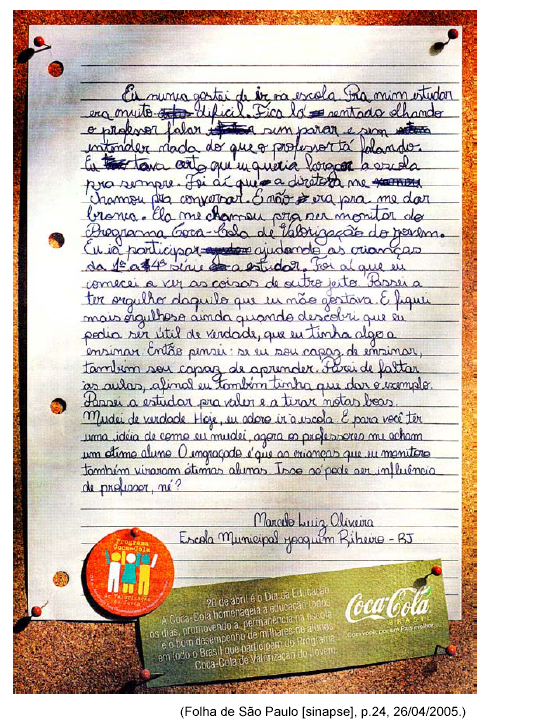 Eu nunca gostei de ir na escola. Pra mim estudar
era muito difícil. Fica lá sentado olhando
o professor falar sem parar e sem
entender nada do que o professor tá falando.
Eu tava certo que eu queria largar a escola
pra sempre. Foi aí que a diretora me
chamou pra conversar. E não era pra me dar
bronca. Ela me chamou pra ser monitor do
Programa Coca-Cola de Valorização do Jovem.
Eu ia participar ajudando as crianças
da 1ª a 4ª série a estudar. Foi aí que eu
comecei a ver as coisas de outro jeito. Passei a
ter orgulho daquilo que eu não gostava. E fiquei
mais orgulhoso ainda quando descobri que eu
podia ser útil de verdade, que eu tinha algo a
ensinar. Então pensei: se eu sou capaz de ensinar,
também sou capaz de aprender. Parei de faltar
as aulas, afinal eu também tinha que dar o exemplo.
Passei a estudar pra valer e a tirar notas boas.
Mudei de verdade. Hoje, eu adoro ir à escola. E para você ter
uma idéia de como eu mudei, agora os professores me acham
um ótimo aluno. O engraçado é que as crianças que eu monitoro
também viraram ótimas alunas. Isso só pode ser influência
de professor, né?
Marcelo Luiz Oliveira
Escola Municipal Joaquim Ribeiro - RJ
Programa
Coca-Cola
de Valorização
do Jovem
28 de abril é o Dia da Educação.
A Coca-Cola homenageia a educação todos
os dias, promovendo a permanência na escola
e o bom desempenho de milhares de alunos
em todo o Brasil que participam do Programa
Coca-Cola de Valorização do Jovem.
Coca-Cola
BRASIL
(Folha de São Paulo [sinapse], p.24, 26/04/2005.)